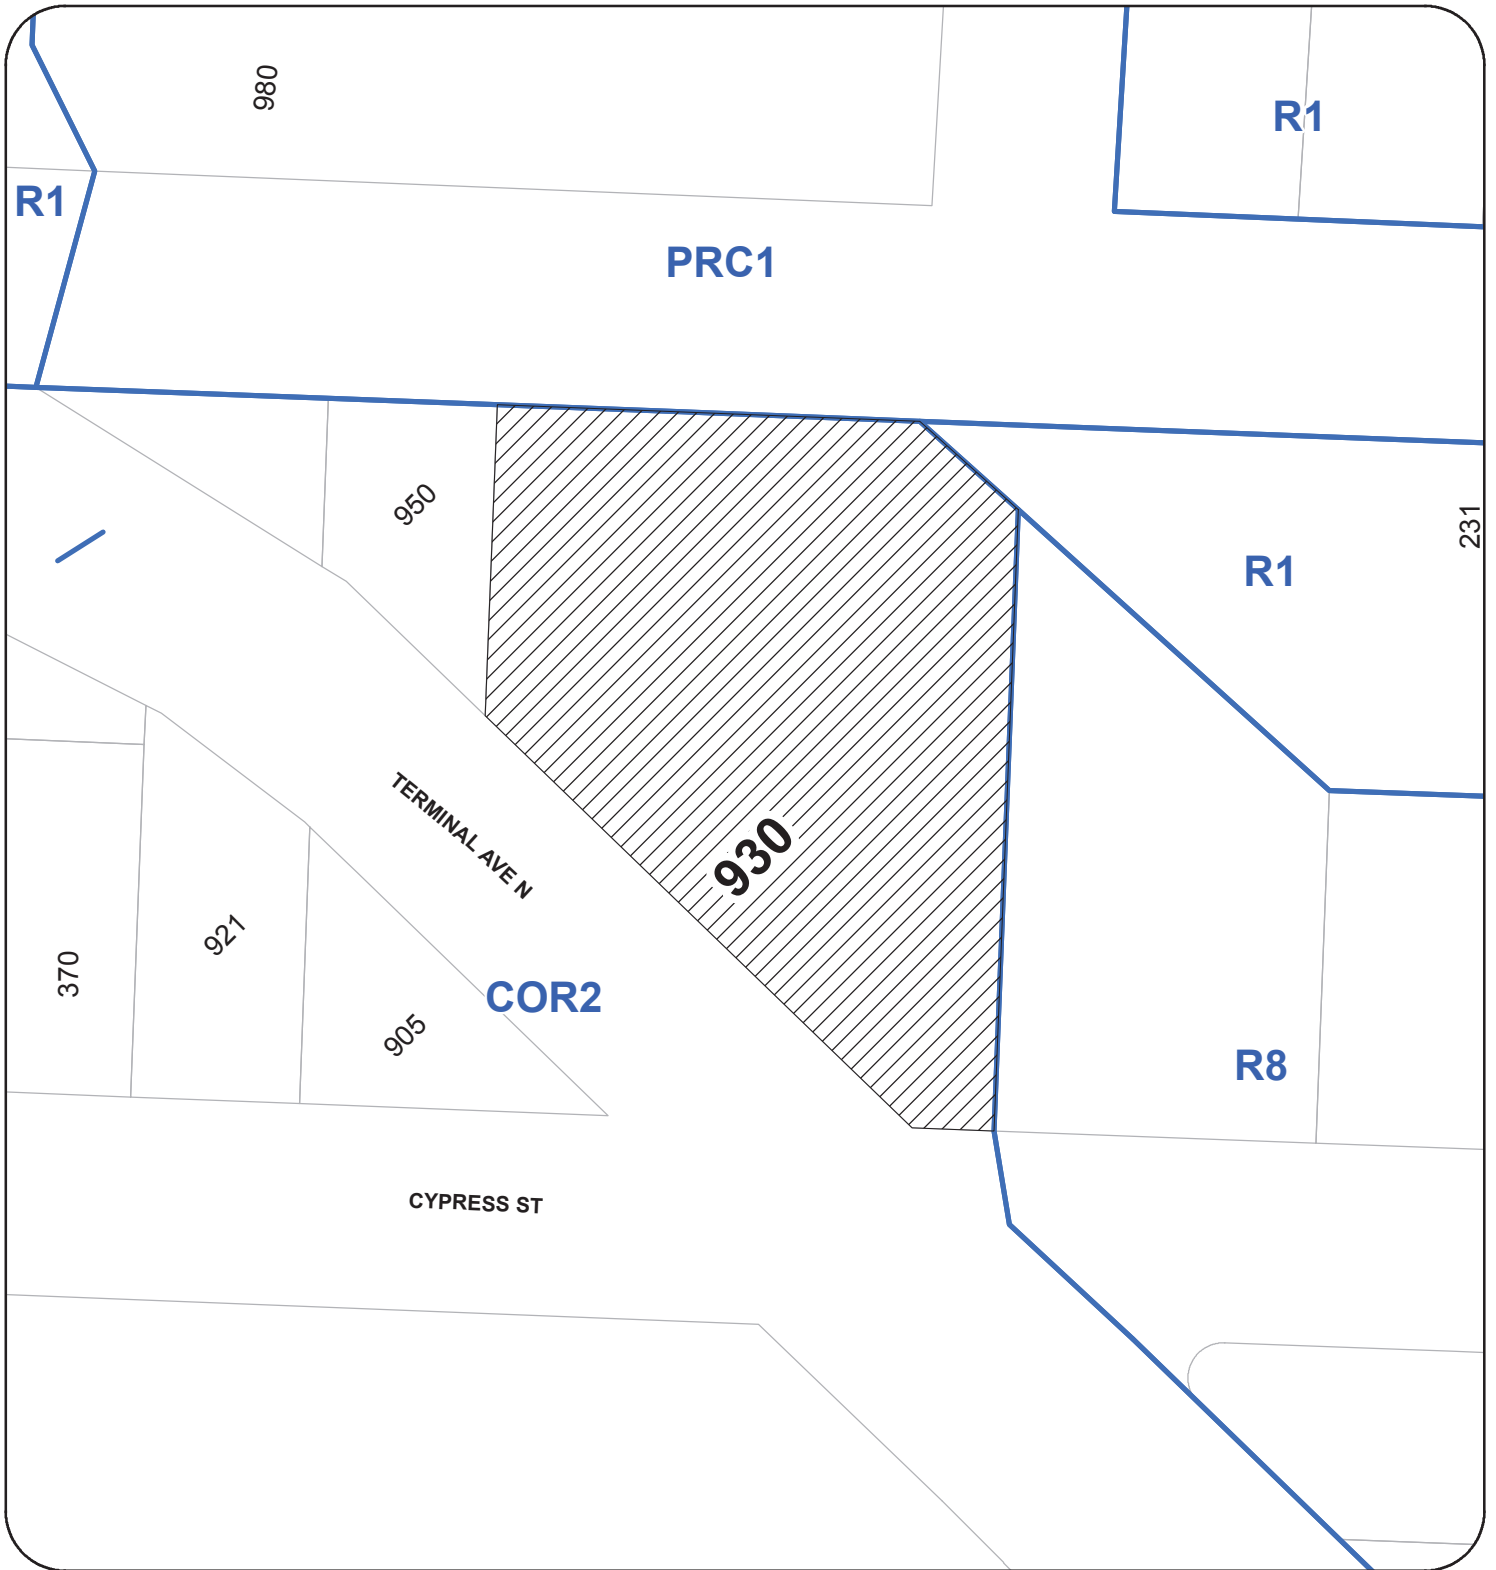 980
R1
R1
PRC1
950
231
R1
TERMINAL AVE N
930
921
370
COR2
905
R8
CYPRESS ST